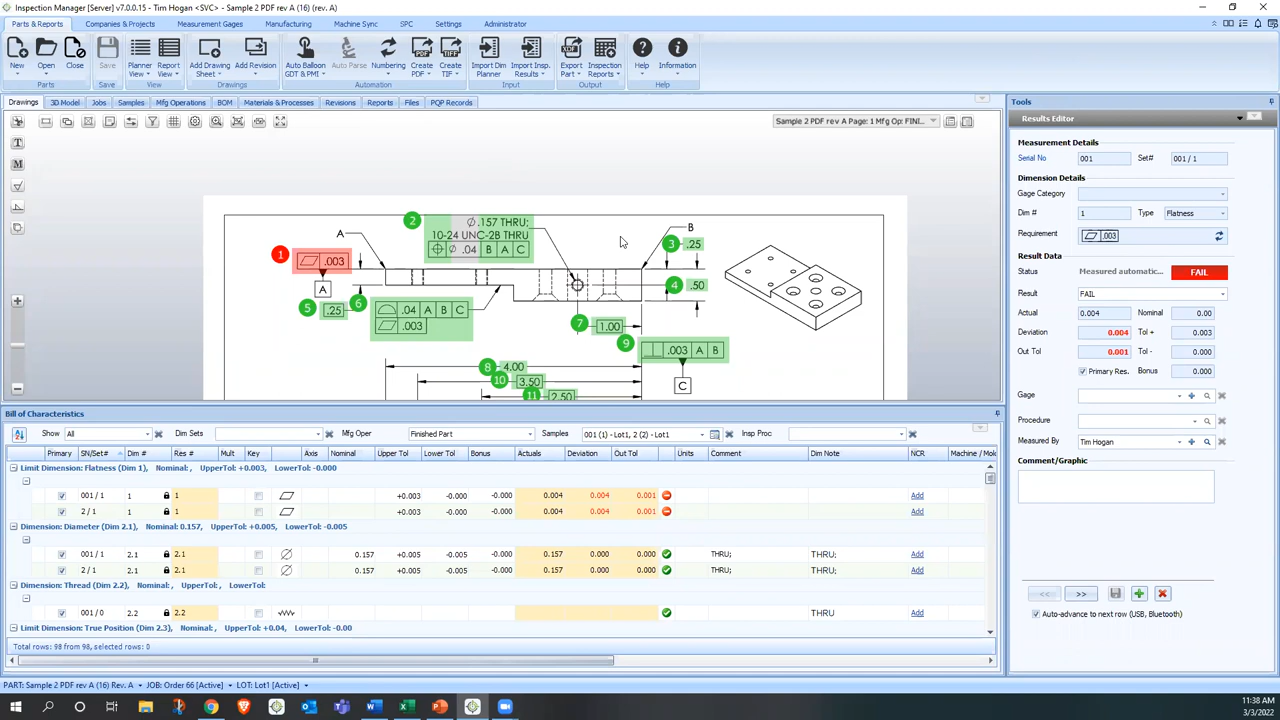 Inspection Manager [Server] v7.0.0.15 - Tim Hogan <SVC> - Sample 2 PDF rev A (16) (rev. A)
Parts & Reports Companies & Projects Measurement Gages Manufacturing Machine Sync SPC Settings Administrator
New Open Close Save Planner View Report View Add Drawing Sheet Add Revision Auto Balloon GDT & PMI Auto Parse Numbering Create PDF Create TIF Import Dim Planner Import Insp. Results Export Part Inspection Reports Help Information
Parts Save View Drawings Automation Input Output Help
Drawings 3D Model Jobs Samples Mfg Operations BOM Materials & Processes Revisions Reports Files PQP Records
Sample 2 PDF rev A Page: 1 Mfg Op: FINI...
2 Ø.157 THRU;
10-24 UNC-2B THRU
Ø .04 B A C
A
B
3 .25
1 .003
A
4 .50
5 .25
6 .04 A B C
.003
7 1.00
9 .003 A B
C
8 4.00
10 3.50
11 2.50
Bill of Characteristics
Show All Dim Sets Mfg Oper Finished Part Samples 001 (1) - Lot1, 2 (2) - Lot1 Insp Proc
Primary SN/Set# Dim # Mult Res # Key Axis Nominal Upper Tol Lower Tol Bonus Actuals Deviation Out Tol Units Comment Dim Note NCR Machine / Mold
Limit Dimension: Flatness (Dim 1) Nominal: , UpperTol: +0.003, LowerTol: -0.000
001 / 1 1 1 +0.003 -0.000 -0.000 0.004 0.004 0.001 Add
2 / 1 1 1 +0.003 -0.000 -0.000 0.004 0.004 0.001 Add
Dimension: Diameter (Dim 2.1), Nominal: 0.157, UpperTol: +0.005, LowerTol: -0.005
001 / 1 2.1 2.1 0.157 +0.005 -0.005 -0.000 0.157 0.000 0.000 THRU; THRU; Add
2 / 1 2.1 2.1 0.157 +0.005 -0.005 -0.000 0.157 0.000 0.000 THRU; THRU; Add
Dimension: Thread (Dim 2.2) Nominal: , UpperTol: , LowerTol:
001 / 0 2.2 2.2 THRU Add
Limit Dimension: True Position (Dim 2.3), Nominal: , UpperTol: +0.04, LowerTol: -0.00
Total rows: 98 from 98, selected rows: 0
PART: Sample 2 PDF rev A (16) Rev. A JOB: Order 66 [Active] LOT: Lot1 [Active]
Tools
Results Editor
Measurement Details
Serial No 001 Set# 001 / 1
Dimension Details
Gage Category
Dim # 1 Type Flatness
Requirement .003
Result Data
Status Measured automatic... FAIL
Result FAIL
Actual 0.004 Nominal 0.00
Deviation 0.004 Tol + 0.003
Out Tol 0.001 Tol - 0.000
Primary Res. Bonus 0.000
Gage
Procedure
Measured By Tim Hogan
Comment/Graphic
<< >>
Auto-advance to next row (USB, Bluetooth)
11:38 AM
3/3/2022